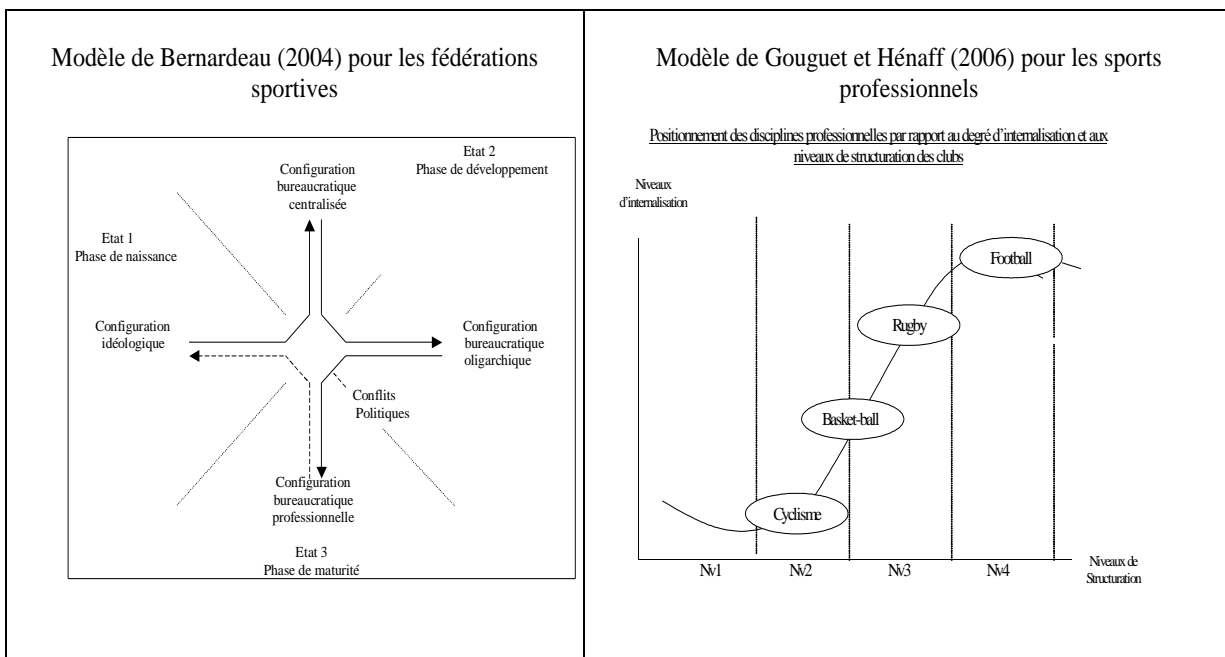 Modèle de Bernardeau (2004) pour les fédérations
sportives
Etat 2
Phase de développement
Configuration
bureaucratique
centralisée
Etat 1
Phase de naissance
Configuration
idéologique
Configuration
bureaucratique
oligarchique
Conflits
Politiques
Configuration
bureaucratique
professionnelle
Etat 3
Phase de maturité
Modèle de Gouguet et Hénaff (2006) pour les sports
professionnels
Positionnement des disciplines professionnelles par rapport au degré d'internalisation et aux
niveaux de structuration des clubs
Niveaux
d'internalisation
Football
Rugby
Basket-ball
Cyclisme
Nv1
Nv2
Nv3
Nv4
Niveaux de
Structuration